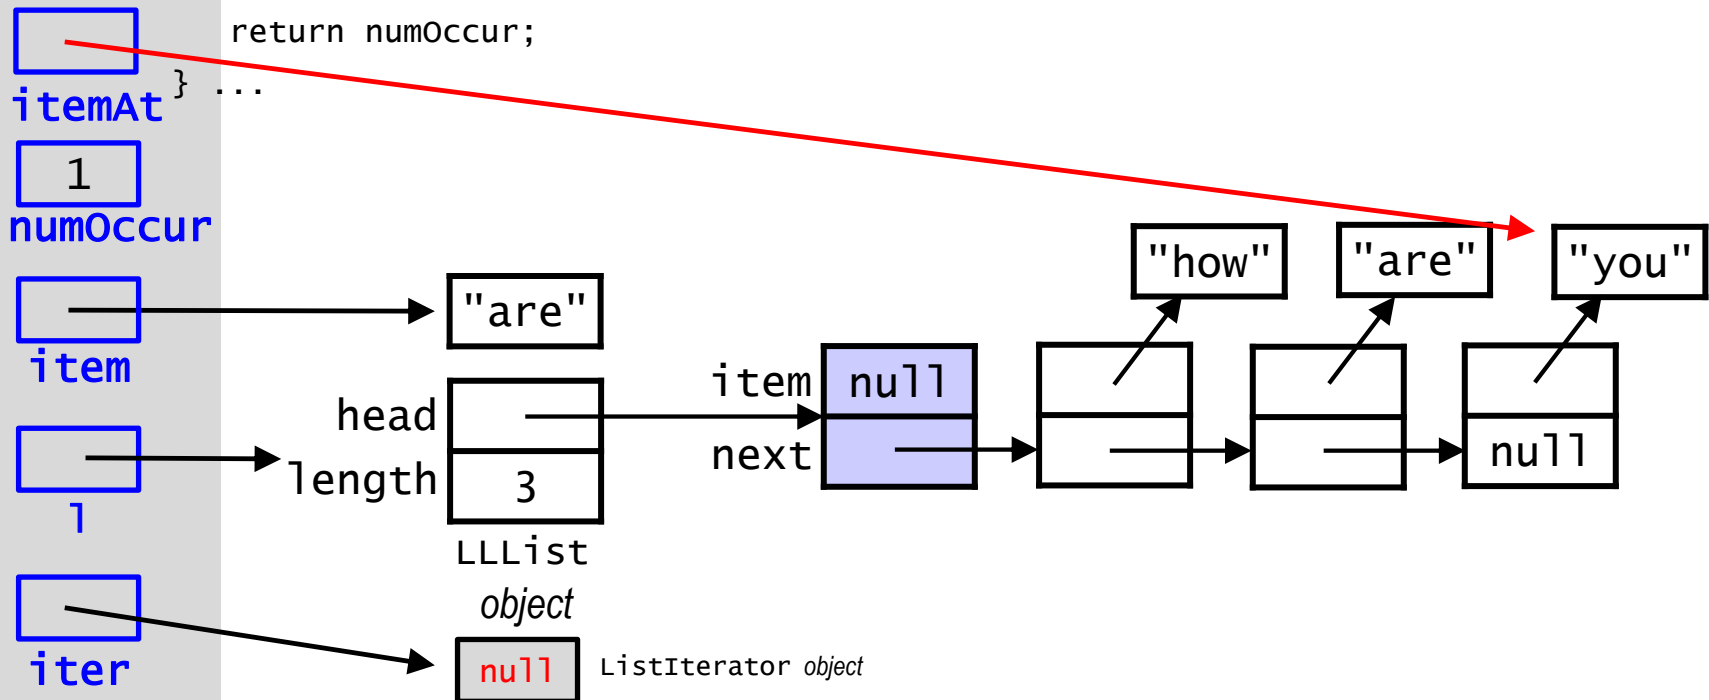 return numOccur;
} ...
itemAt
1
numOccur
"how"
"are"
"you"
"are"
item
item
null
head
next
null
length
3
l
LLList
object
iter
null
ListIterator object